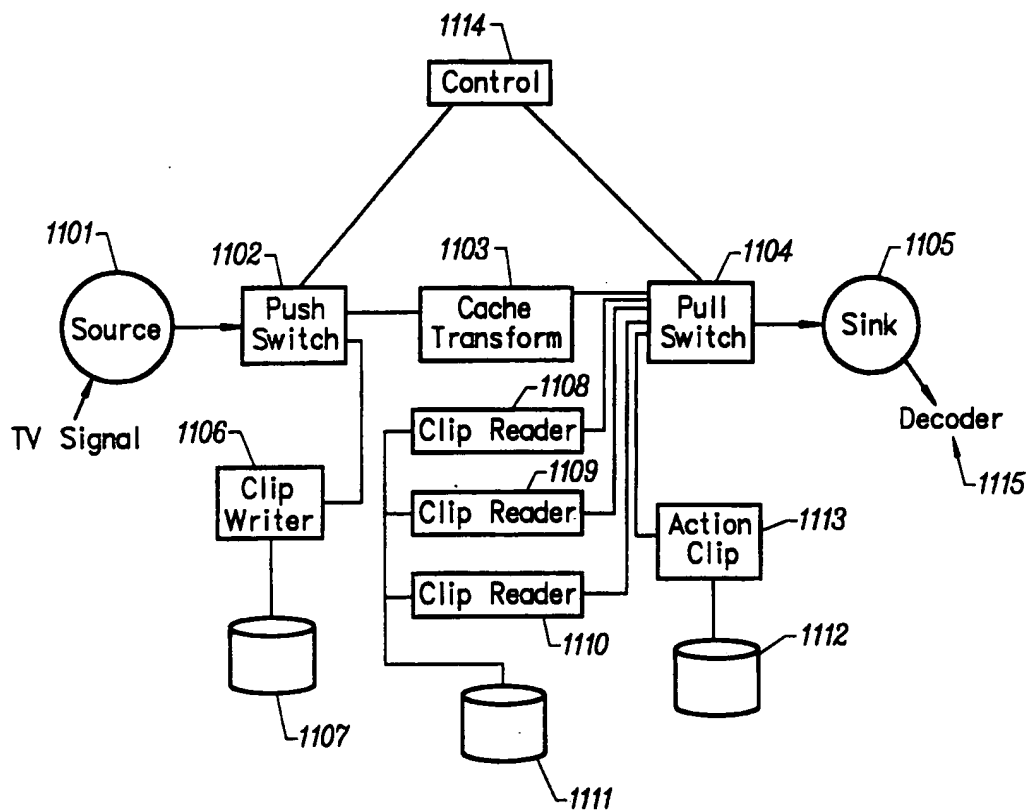 1114
Control
1101
1102
1103
1104
1105
Source
Push
Switch
Cache
Transform
Pull
Switch
Sink
TV Signal
1106
1108
Clip Reader
Decoder
1115
Clip
Writer
1109
Clip Reader
Action
Clip
1113
Clip Reader
1110
1107
1111
1112